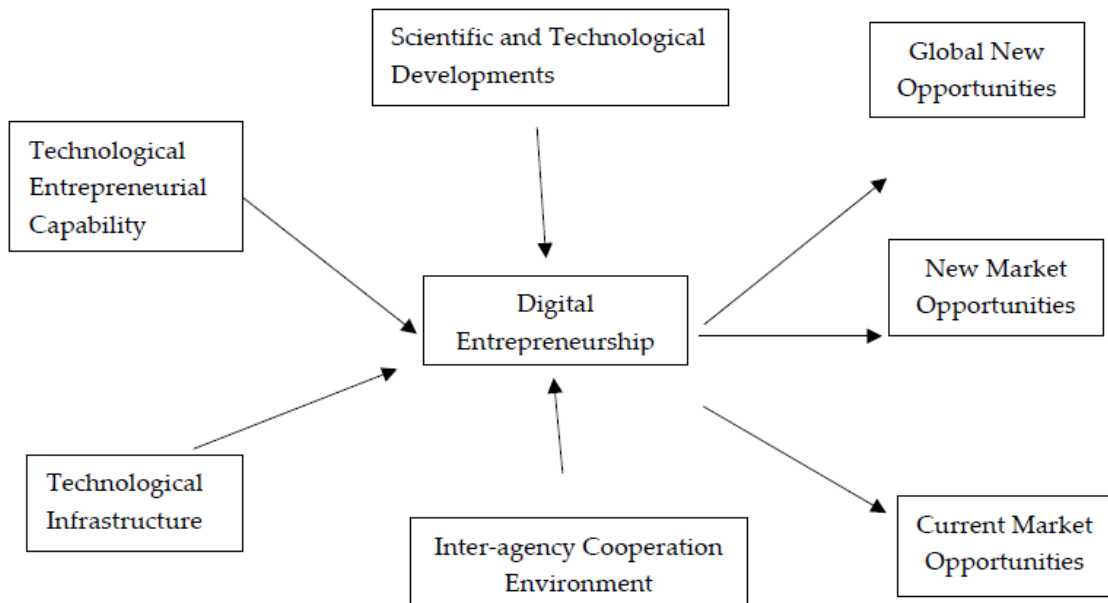 Scientific and Technological
Developments
Global New
Opportunities
Technological
Entrepreneurial
Capability
New Market
Opportunities
Digital
Entrepreneurship
Technological
Infrastructure
Inter-agency Cooperation
Environment
Current Market
Opportunities